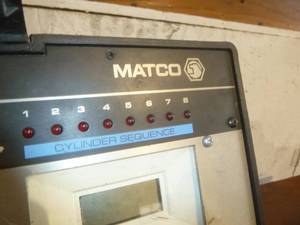 MATCO
1 2 3 4 5 6 7 8
CYLINDER SEQUENCE